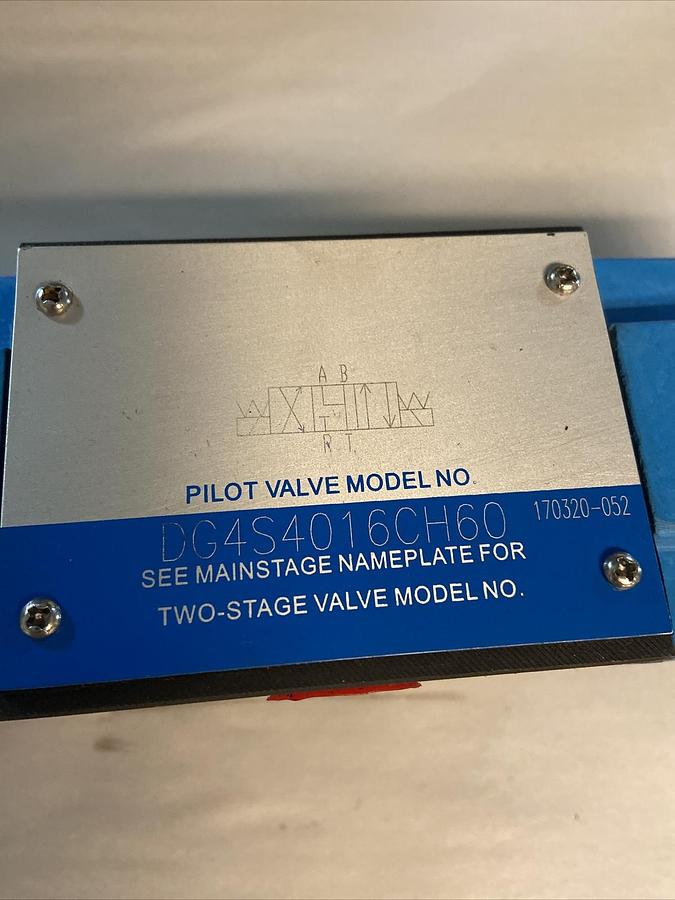 A B
R T
PILOT VALVE MODEL NO.
DG4S4016CH60 170320-052
SEE MAINSTAGE NAMEPLATE FOR
TWO-STAGE VALVE MODEL NO.